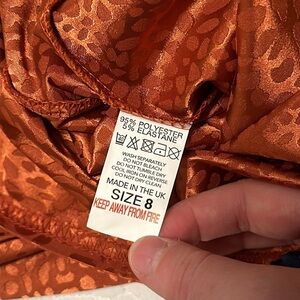 95% POLYESTER
5% ELASTANE
WASH SEPARATELY
DO NOT BLEACH
DO NOT TUMBLE DRY
COOL IRON ON REVERSE
DO NOT DRY-CLEAN
MADE IN THE UK
SIZE 8
KEEP AWAY FROM FIRE